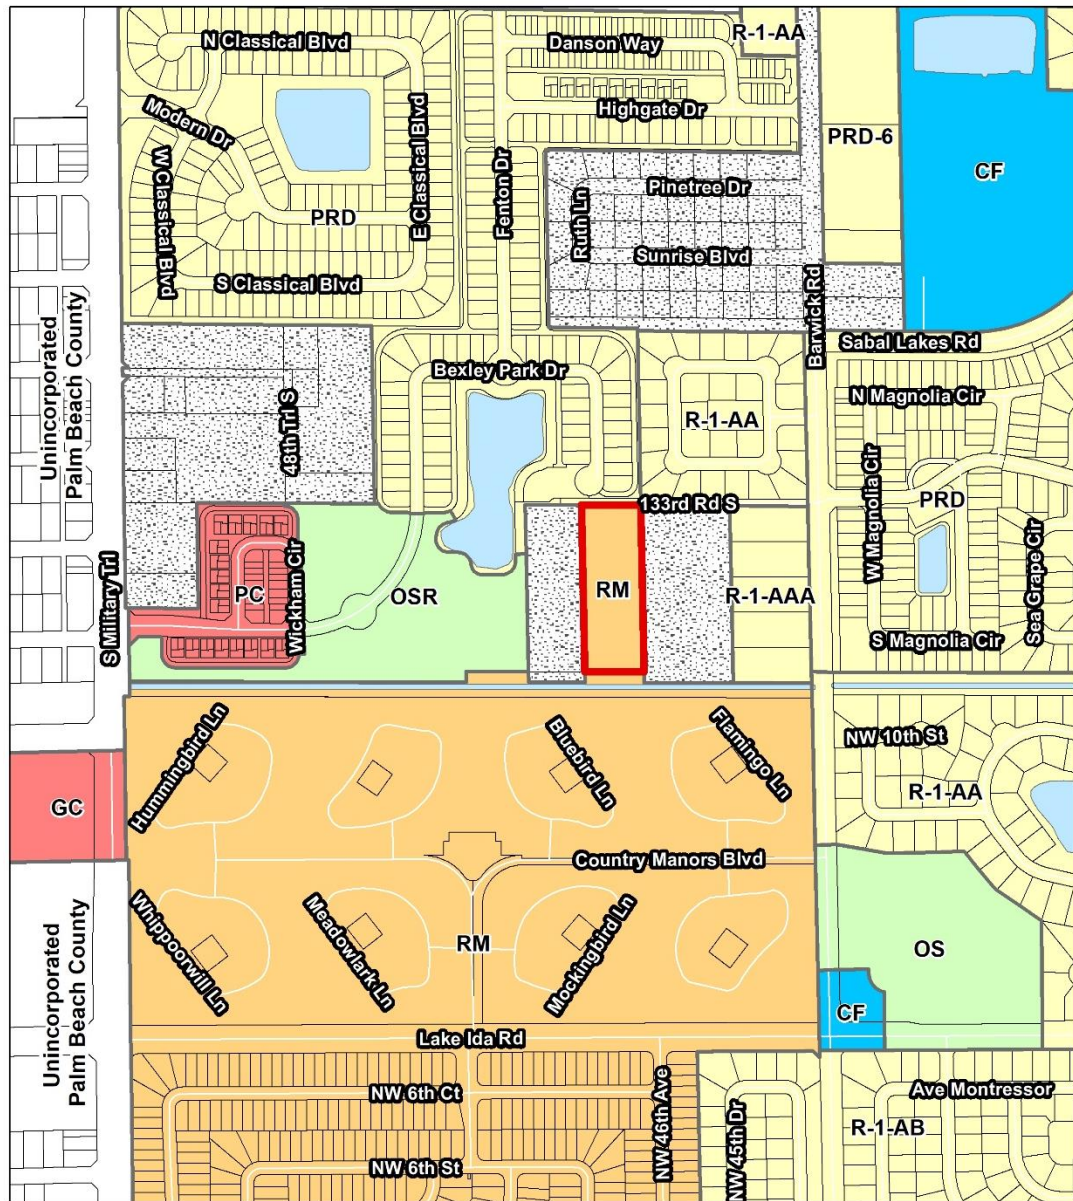 R-1-AA
N Classical Blvd
Danson Way
Modern Dr
Highgate Dr
E Classical Blvd
PRD-6
CF
W Classical Blvd
Fenton Dr
Pinetree Dr
Ruth Ln
PRD
Sunrise Blvd
S Classical Blvd
Barwick Rd
Sabal Lakes Rd
Unincorporated
Palm Beach County
Bexley Park Dr
N Magnolia Cir
48th Trl S
R-1-AA
W Magnolia Cir
PRD
133rd Rd S
Sea Grape Cir
S Military Trl
PC
Wickham Cir
OSR
RM
R-1-AAA
S Magnolia Cir
Hummingbird Ln
Bluebird Ln
Flamingo Ln
NW 10th St
R-1-AA
GC
Country Manors Blvd
Whippoorwill Ln
Meadowlark Ln
RM
Mockingbird Ln
OS
CF
Unincorporated
Palm Beach County
Lake Ida Rd
NW 6th Ct
NW 46th Ave
Ave Montressor
NW 45th Dr
R-1-AB
NW 6th St